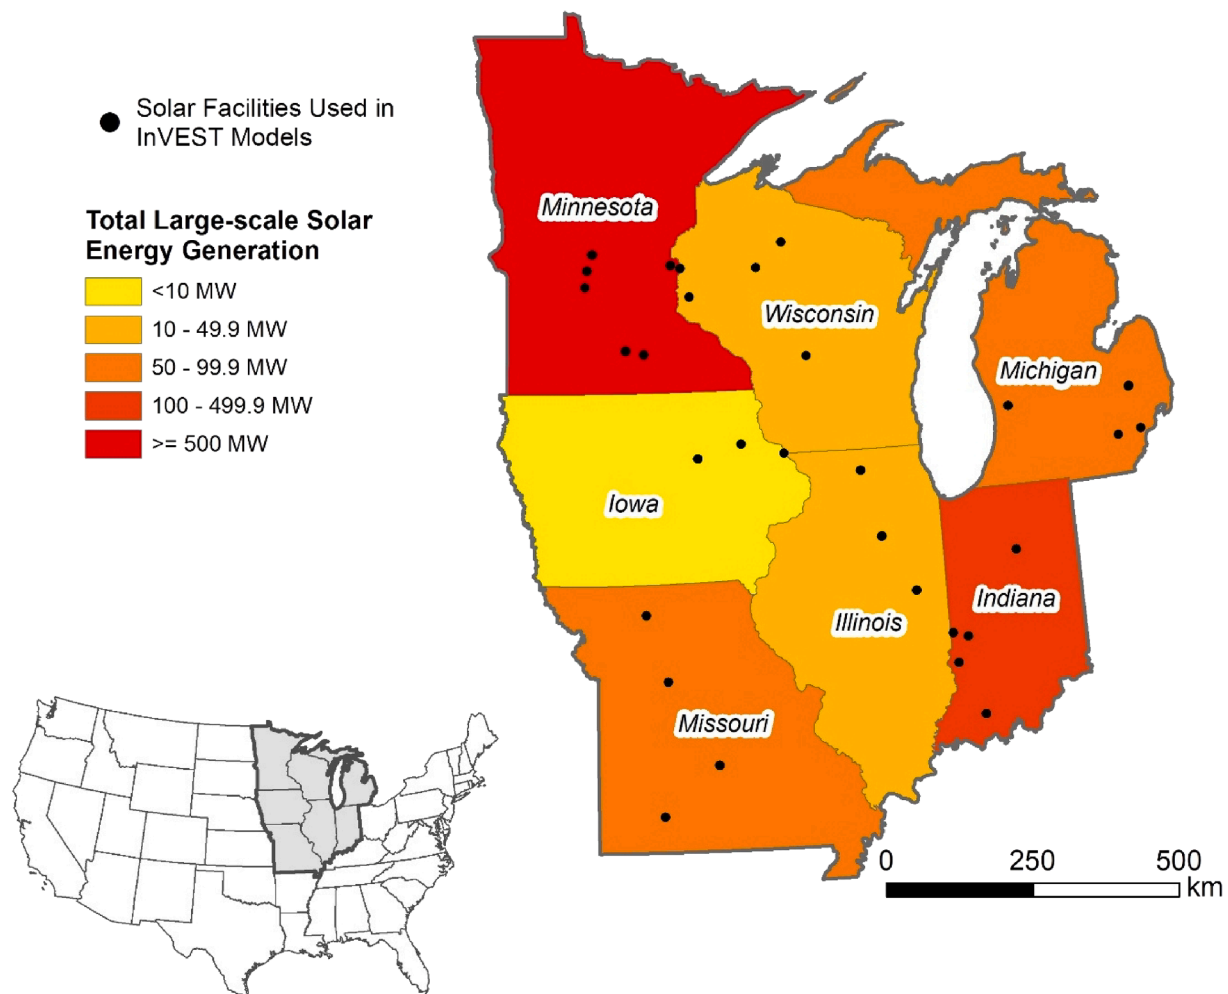 Solar Facilities Used in
InVEST Models
Total Large-scale Solar
Energy Generation
<10 MW
10 - 49.9 MW
50 - 99.9 MW
100 - 499.9 MW
>= 500 MW
Minnesota
Wisconsin
Michigan
Iowa
Illinois
Indiana
Missouri
0 250 500
km